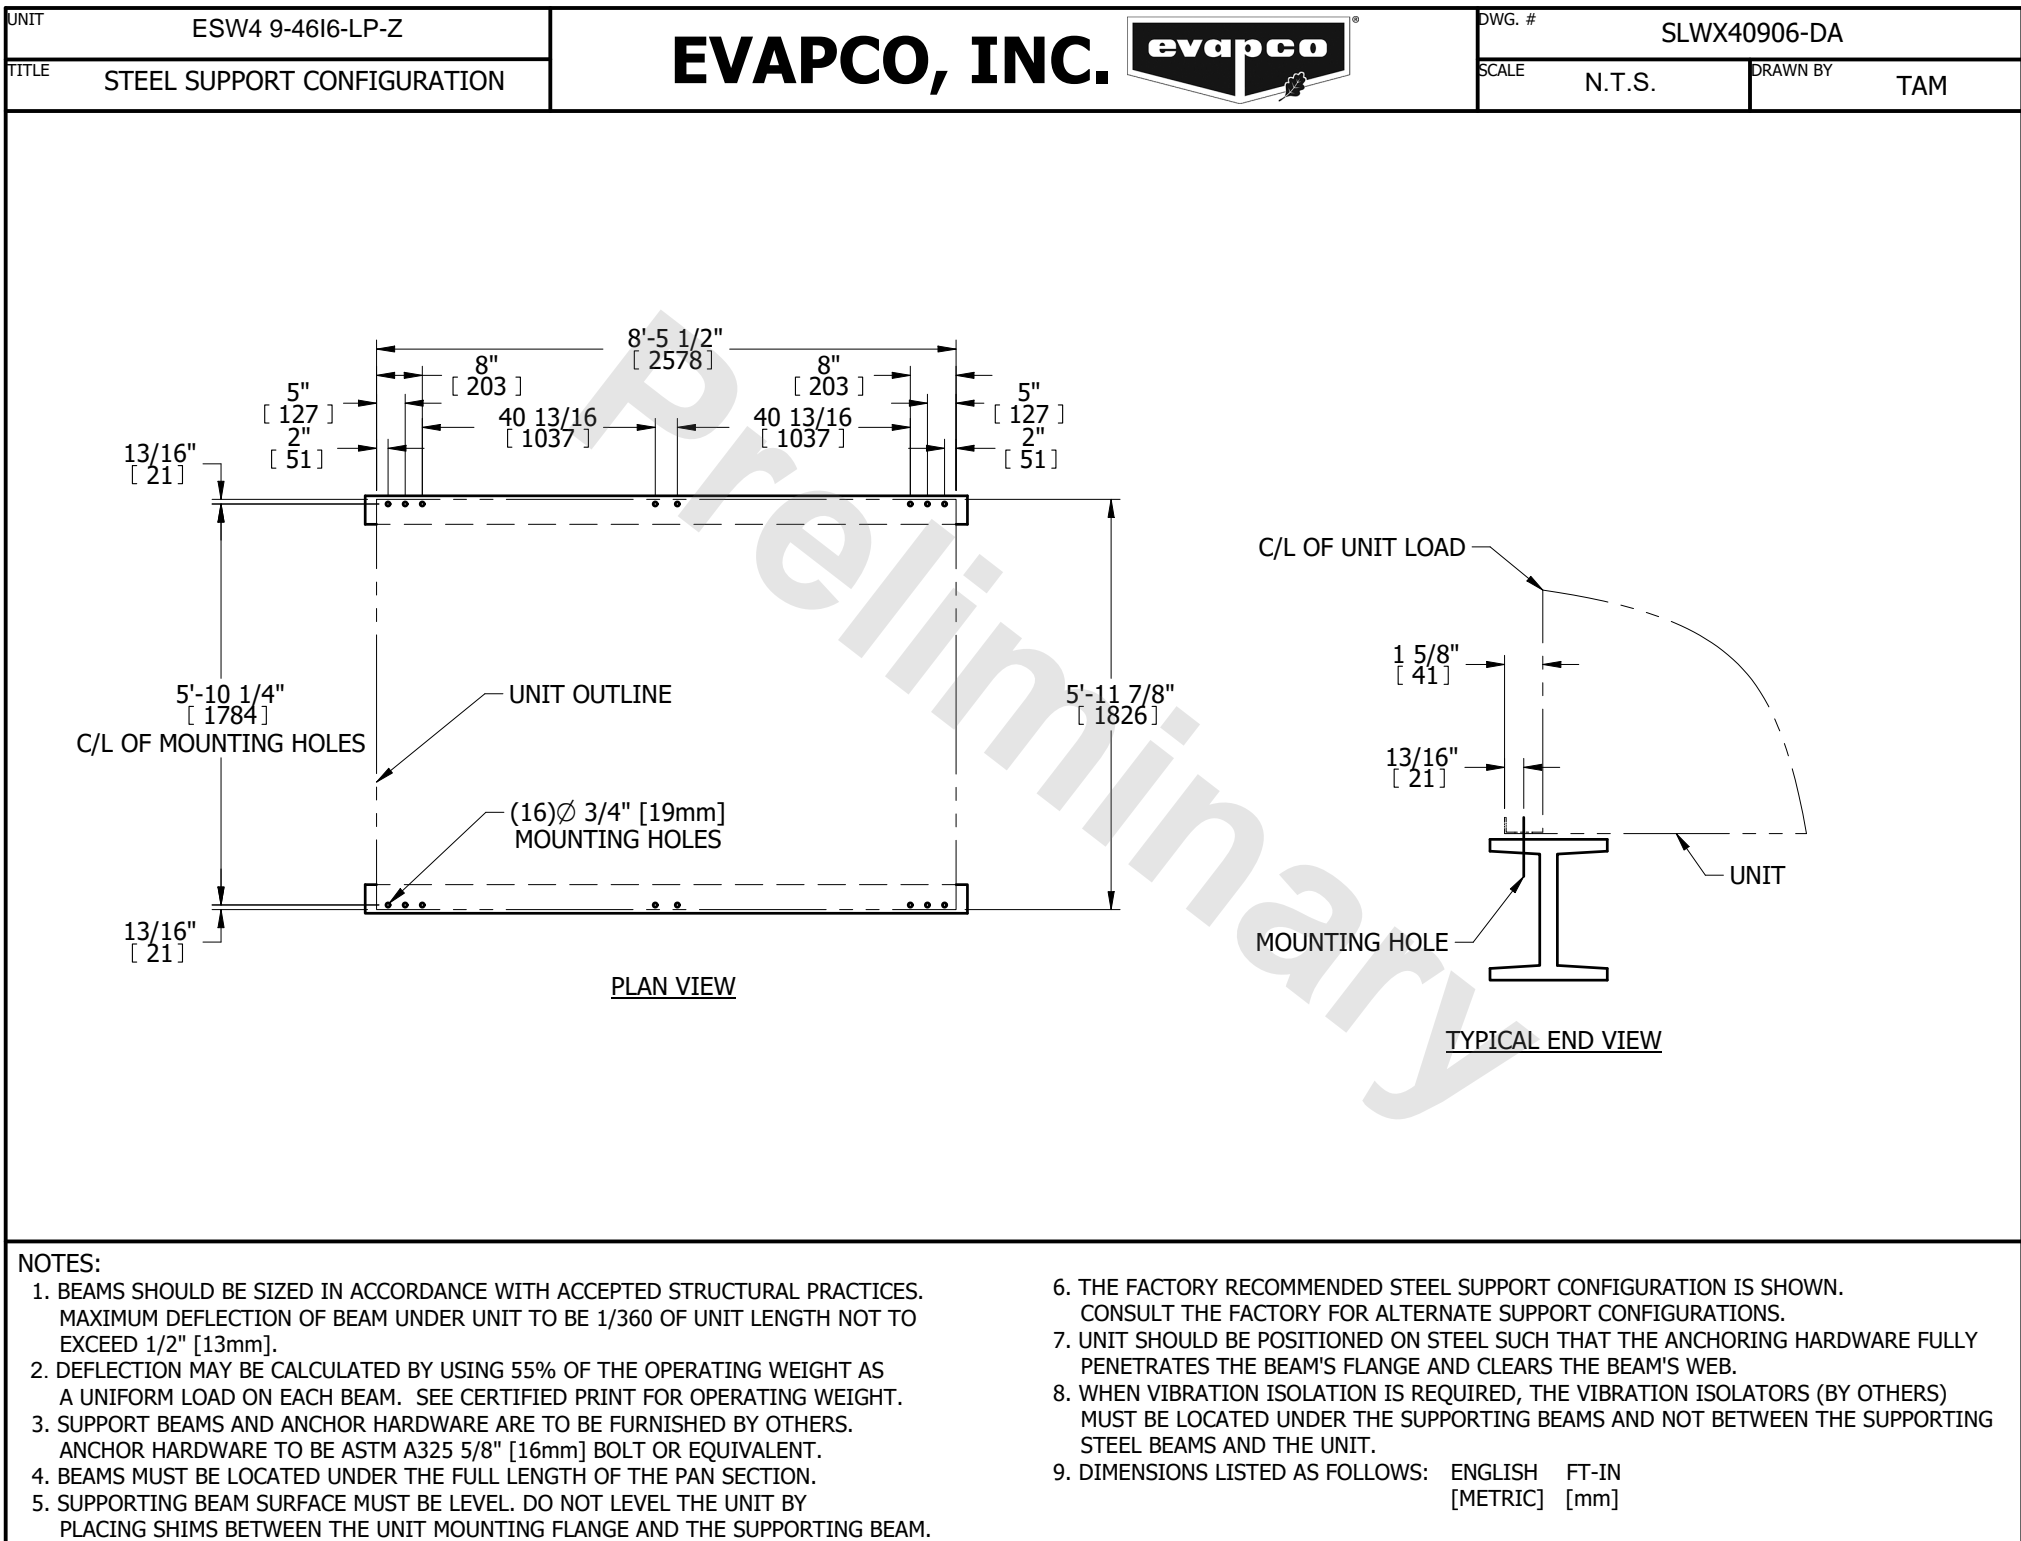 UNIT
ESW4 9-46I6-LP-Z
TITLE
STEEL SUPPORT CONFIGURATION
EVAPCO, INC.
evapco
®
DWG. #
SLWX40906-DA
SCALE
N.T.S.
DRAWN BY
TAM
8'-5 1/2"
[ 2578 ]
8"
[ 203 ]
8"
[ 203 ]
5"
[ 127 ]
5"
[ 127 ]
40 13/16
[ 1037 ]
40 13/16
[ 1037 ]
2"
[ 51 ]
2"
[ 51 ]
13/16"
[ 21 ]
5'-10 1/4"
[ 1784 ]
C/L OF MOUNTING HOLES
UNIT OUTLINE
5'-11 7/8"
[ 1826 ]
(16)Ø 3/4" [19mm]
MOUNTING HOLES
13/16"
[ 21 ]
PLAN VIEW
Preliminary
C/L OF UNIT LOAD
1 5/8"
[ 41 ]
13/16"
[ 21 ]
UNIT
MOUNTING HOLE
TYPICAL END VIEW
NOTES:
1. BEAMS SHOULD BE SIZED IN ACCORDANCE WITH ACCEPTED STRUCTURAL PRACTICES.
MAXIMUM DEFLECTION OF BEAM UNDER UNIT TO BE 1/360 OF UNIT LENGTH NOT TO
EXCEED 1/2" [13mm].
2. DEFLECTION MAY BE CALCULATED BY USING 55% OF THE OPERATING WEIGHT AS
A UNIFORM LOAD ON EACH BEAM. SEE CERTIFIED PRINT FOR OPERATING WEIGHT.
3. SUPPORT BEAMS AND ANCHOR HARDWARE ARE TO BE FURNISHED BY OTHERS.
ANCHOR HARDWARE TO BE ASTM A325 5/8" [16mm] BOLT OR EQUIVALENT.
4. BEAMS MUST BE LOCATED UNDER THE FULL LENGTH OF THE PAN SECTION.
5. SUPPORTING BEAM SURFACE MUST BE LEVEL. DO NOT LEVEL THE UNIT BY
PLACING SHIMS BETWEEN THE UNIT MOUNTING FLANGE AND THE SUPPORTING BEAM.
6. THE FACTORY RECOMMENDED STEEL SUPPORT CONFIGURATION IS SHOWN.
CONSULT THE FACTORY FOR ALTERNATE SUPPORT CONFIGURATIONS.
7. UNIT SHOULD BE POSITIONED ON STEEL SUCH THAT THE ANCHORING HARDWARE FULLY
PENETRATES THE BEAM'S FLANGE AND CLEARS THE BEAM'S WEB.
8. WHEN VIBRATION ISOLATION IS REQUIRED, THE VIBRATION ISOLATORS (BY OTHERS)
MUST BE LOCATED UNDER THE SUPPORTING BEAMS AND NOT BETWEEN THE SUPPORTING
STEEL BEAMS AND THE UNIT.
9. DIMENSIONS LISTED AS FOLLOWS: ENGLISH FT-IN
[METRIC] [mm]